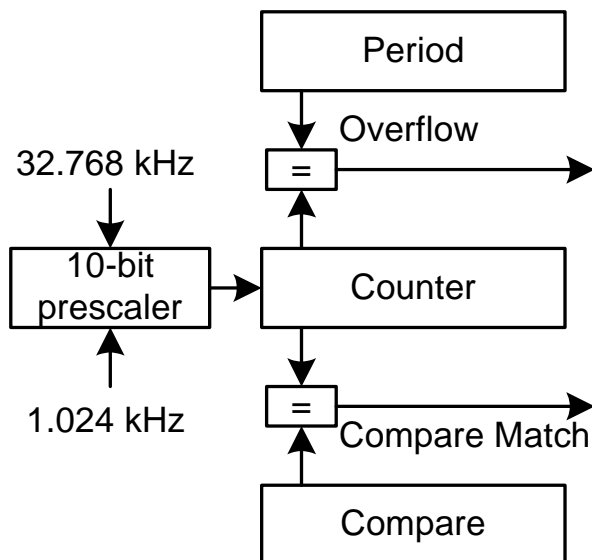 Period
Overflow
=
32.768 kHz
10-bit
prescaler
Counter
1.024 kHz
=
Compare Match
Compare